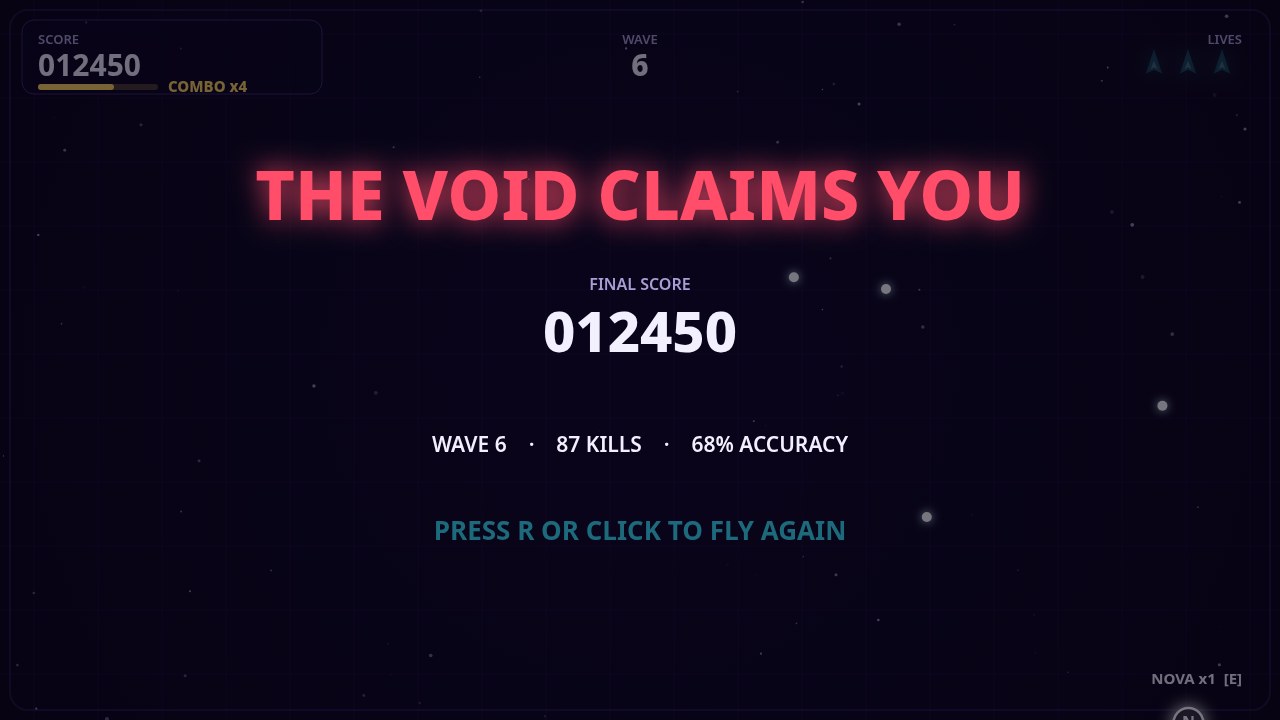 SCORE
012450
COMBO x4
WAVE
6
LIVES
THE VOID CLAIMS YOU
FINAL SCORE
012450
WAVE 6 · 87 KILLS · 68% ACCURACY
PRESS R OR CLICK TO FLY AGAIN
NOVA x1 [E]
N